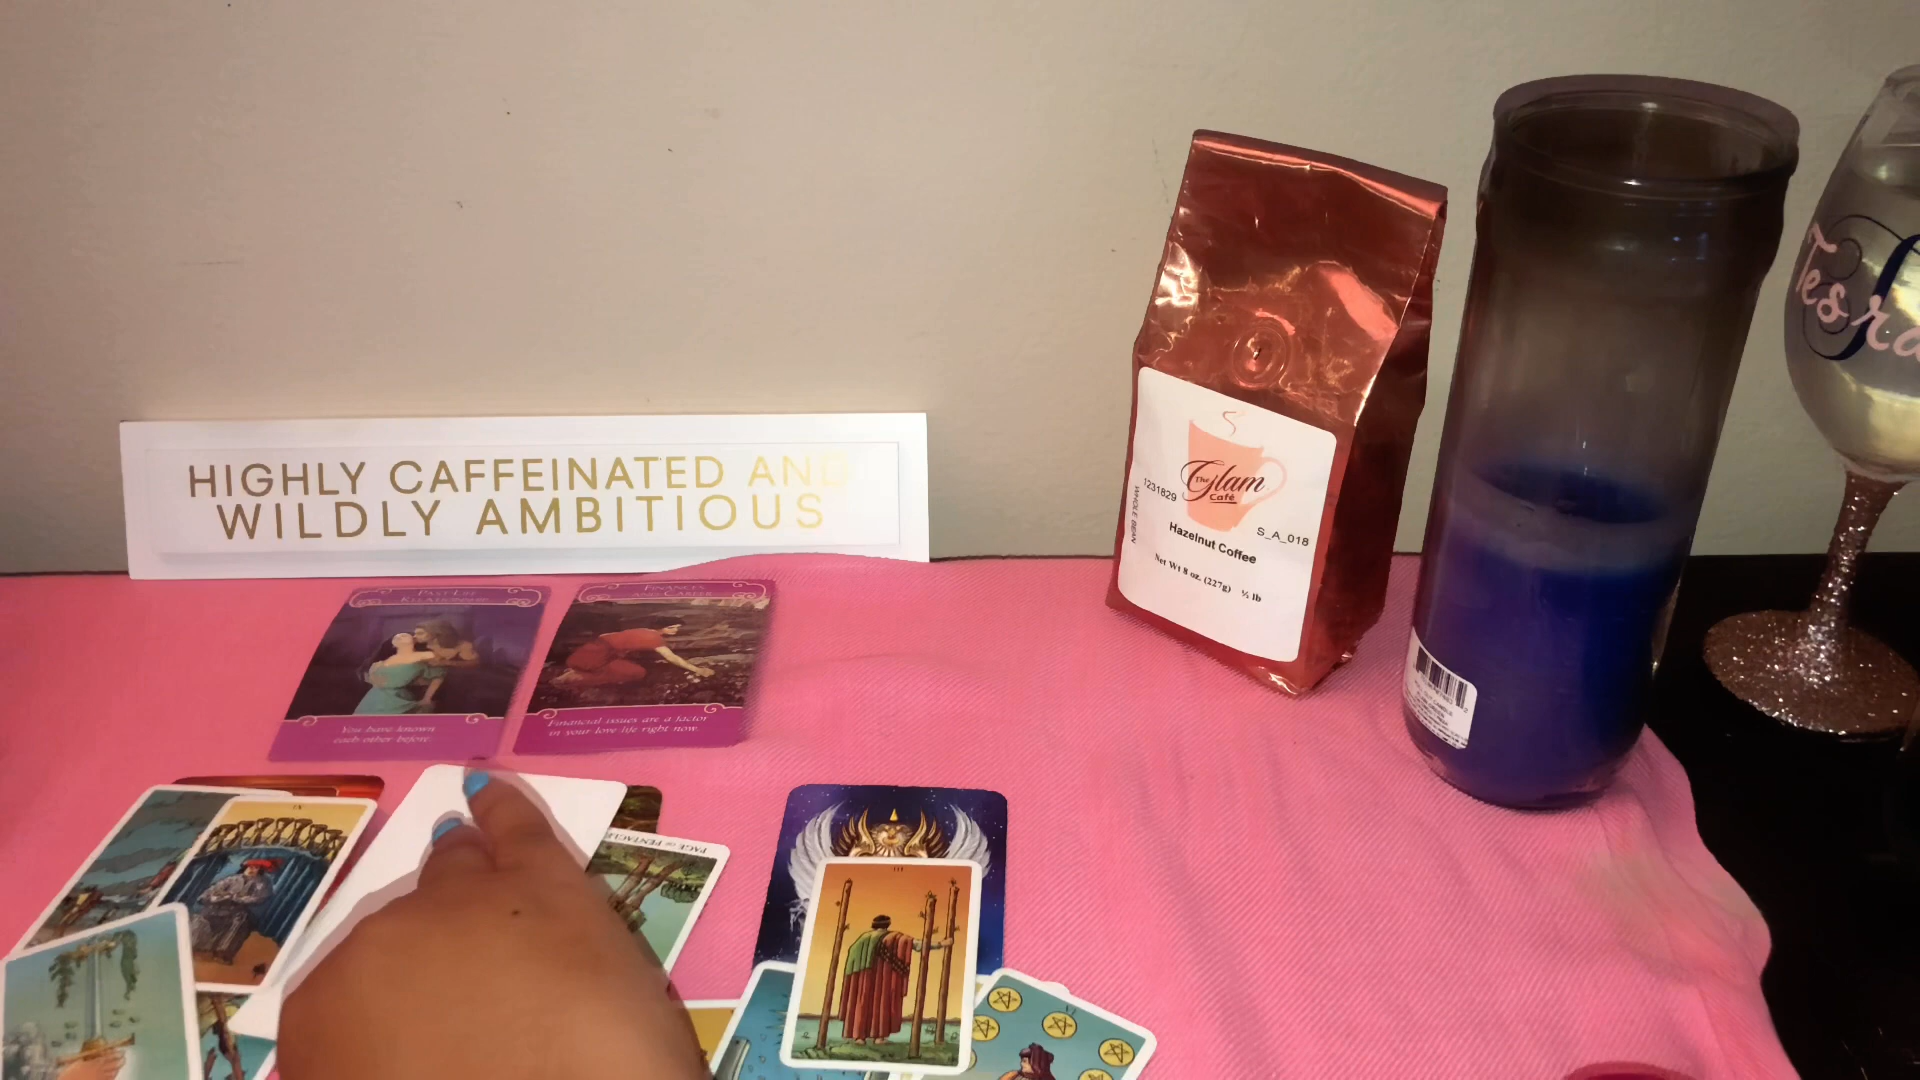 HIGHLY CAFFEINATED AND
WILDLY AMBITIOUS
The
Glam
Café
1231829
S_A_018
WHOLE BEAN
Hazelnut Coffee
Net Wt 8 oz. (227g) ½ lb
Tesra
PAST-LIFE
RELATIONSHIP
You have known
each other before.
FINANCES
AND CAREER
Financial issues are a factor
in your love life right now.
IX
PAGE OF PENTACLES
III